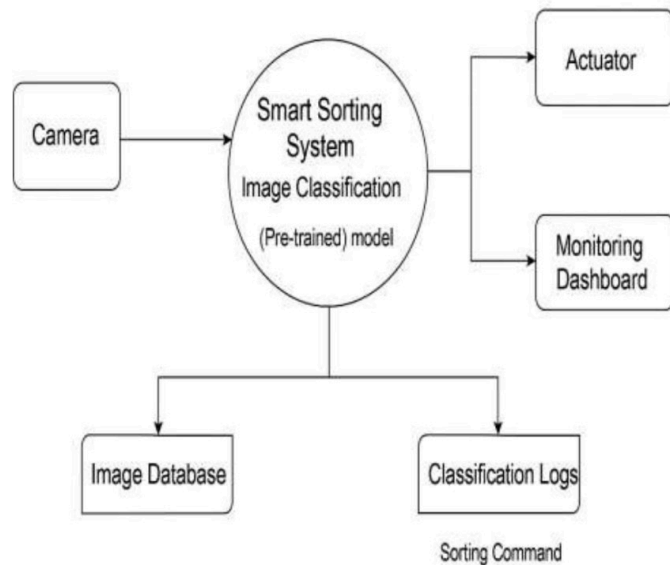 Camera
Smart Sorting
System
Image Classification
(Pre-trained) model
Actuator
Monitoring
Dashboard
Image Database
Classification Logs
Sorting Command